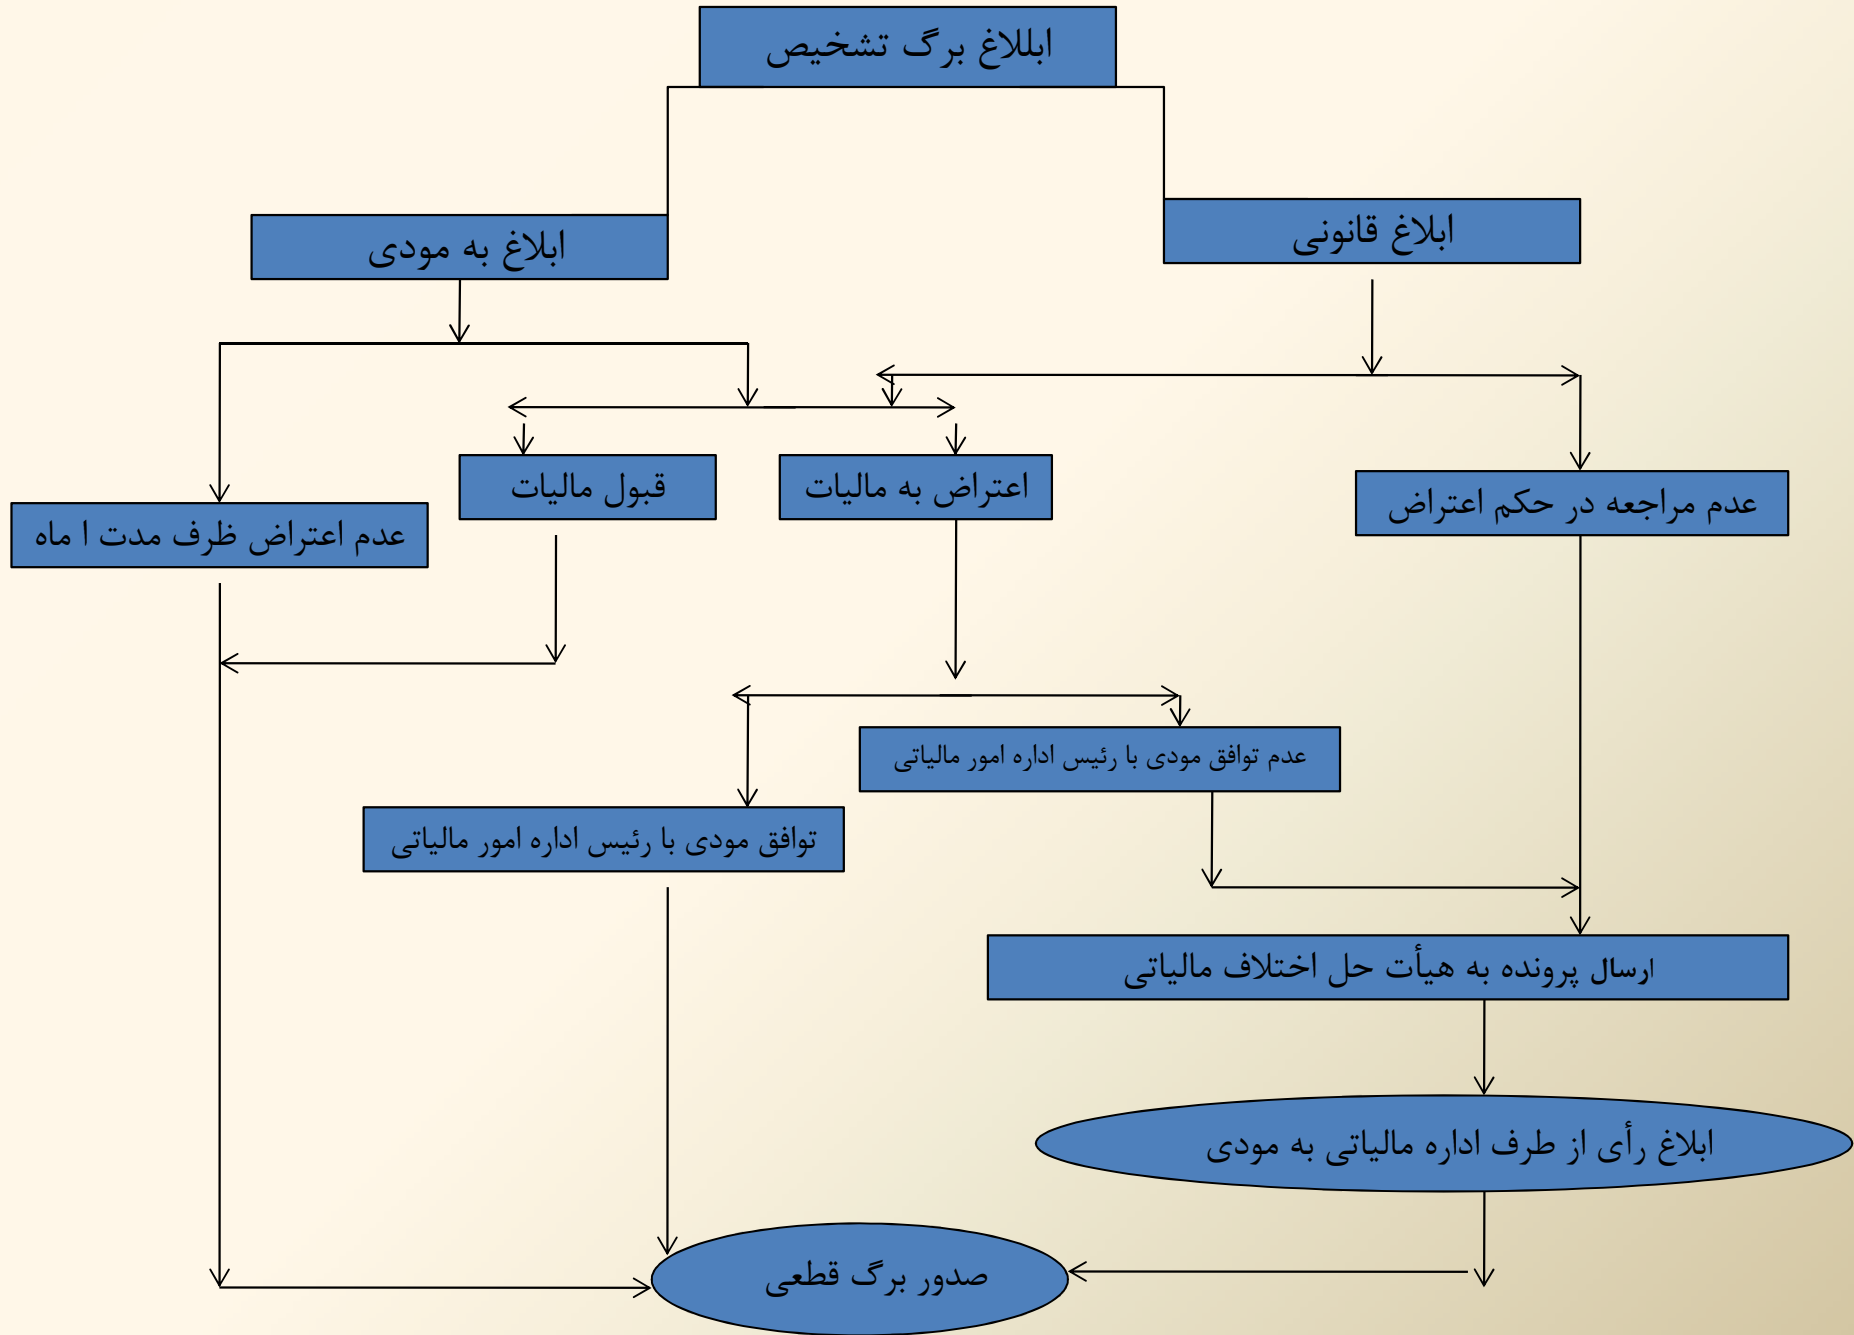 ابللاغ برگ تشخیص
ابلاغ قانونی
ابلاغ به مودی
عدم مراجعه در حکم اعتراض
اعتراض به مالیات
قبول مالیات
عدم اعتراض ظرف مدت ا ماه
عدم توافق مودی با رئیس اداره امور مالیاتی
توافق مودی با رئیس اداره امور مالیاتی
ارسال پرونده به هیأت حل اختلاف مالیاتی
ابلاغ رأی از طرف اداره مالیاتی به مودی
صدور برگ قطعی